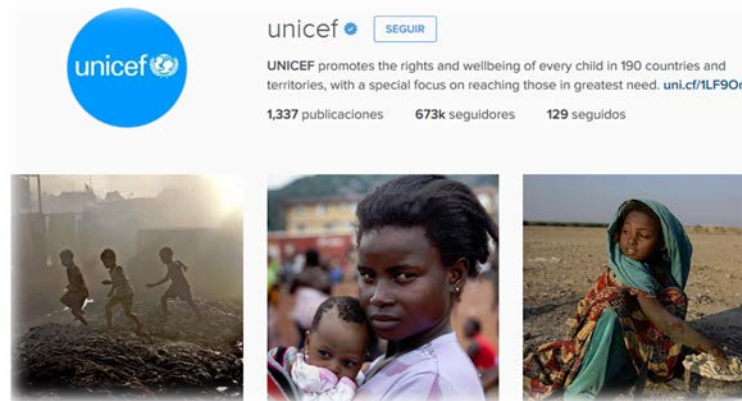 unicef
unicef SEGUIR
UNICEF promotes the rights and wellbeing of every child in 190 countries and
territories, with a special focus on reaching those in greatest need. uni.cf/1LF9Or
1,337 publicaciones 673k seguidores 129 seguidos